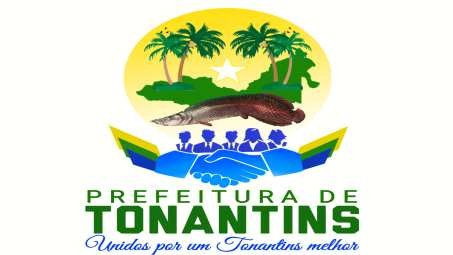 PREFEITURA DE
TONANTINS
Unidos por um Tonantins melhor